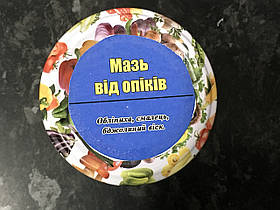 Мазь
від опіків
Обліпиха, смалець,
бджолиний віск.